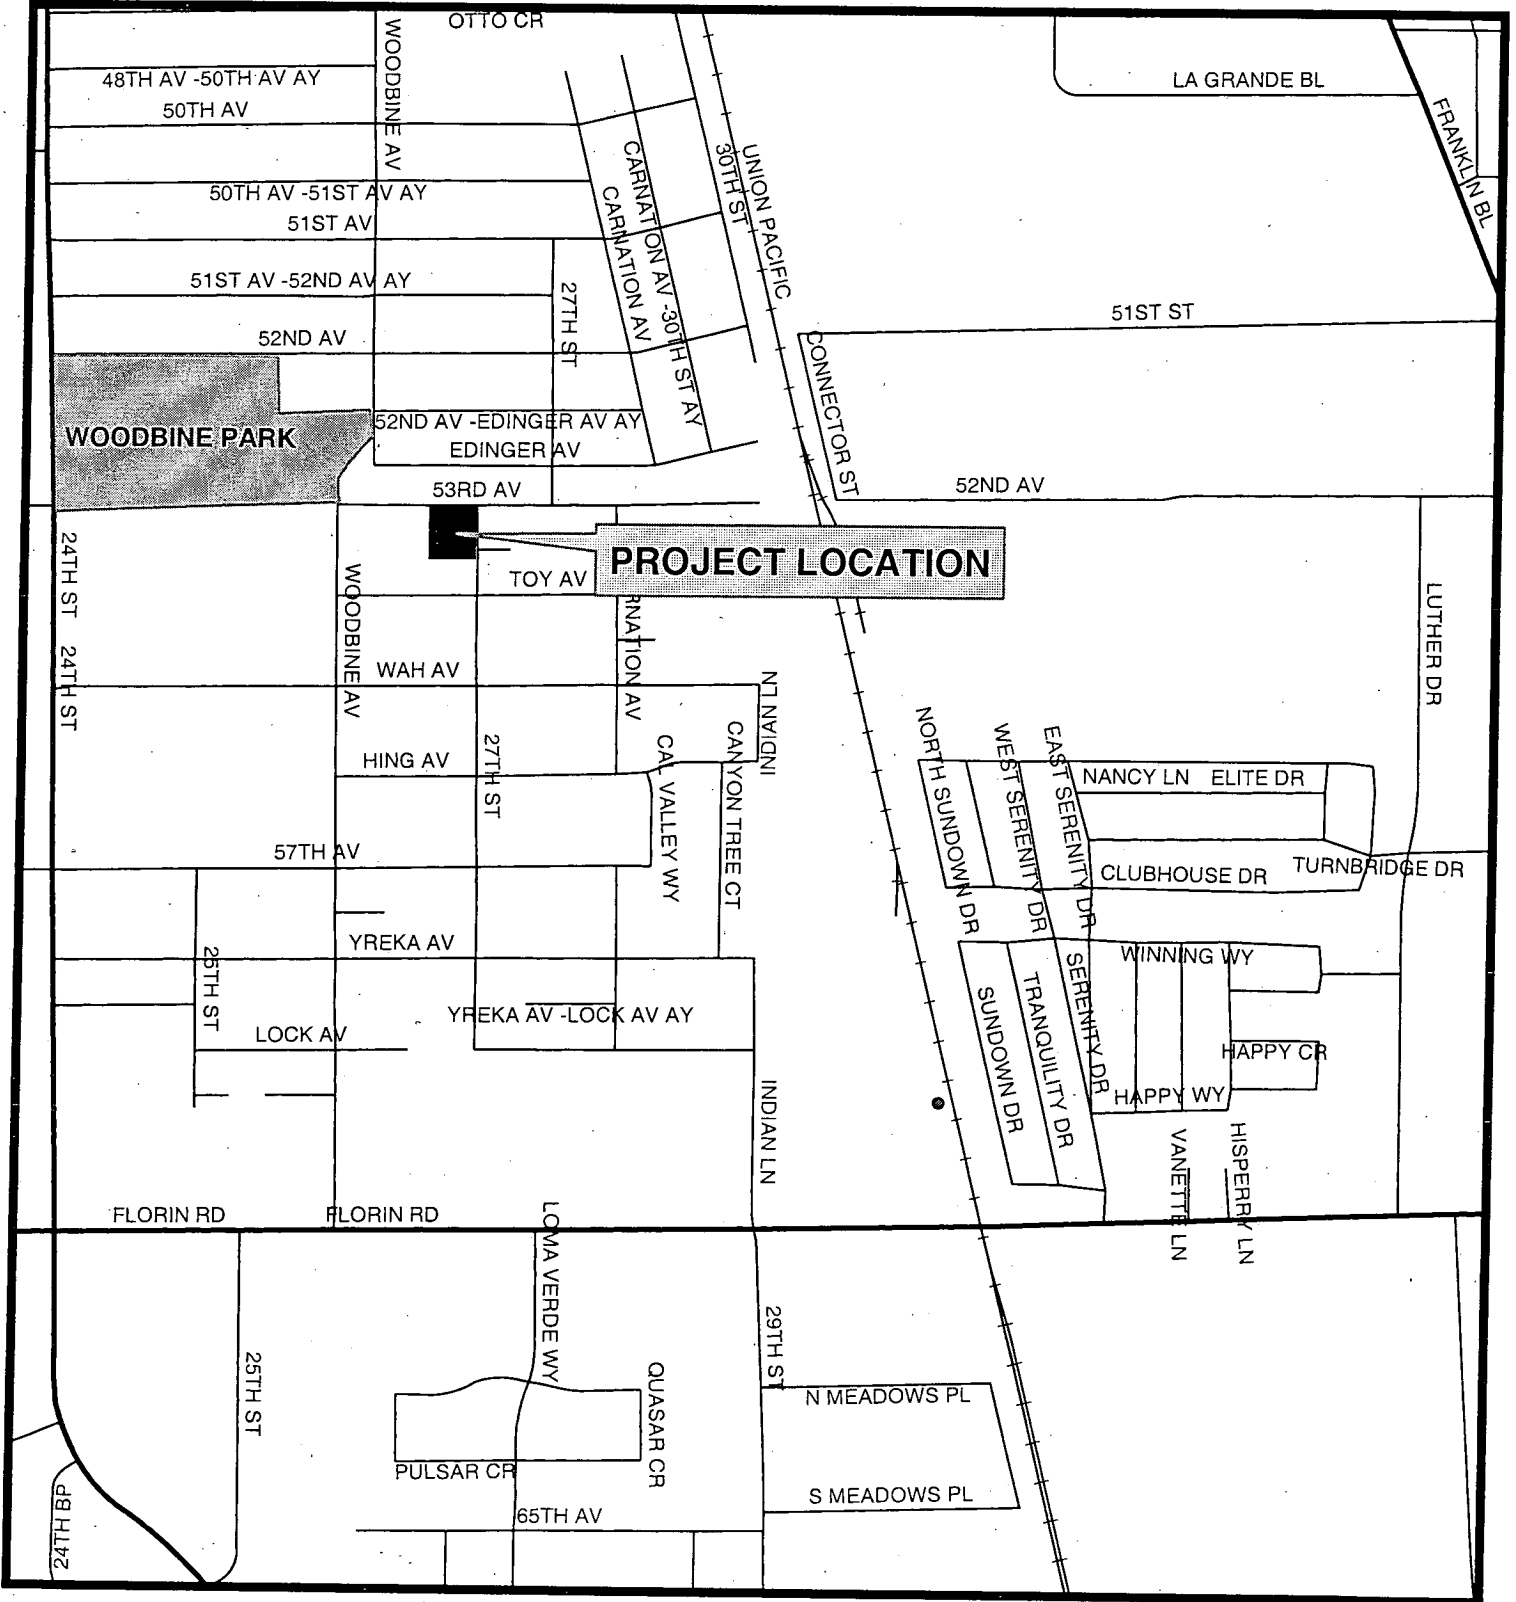 OTTO CR
48TH AV -50TH AV AY
WOODBINE AV
LA GRANDE BL
50TH AV
FRANKLIN BL
UNION PACIFIC
30TH ST
CARNATION AV -30TH ST AY
CARNATION AV
50TH AV -51ST AV AY
51ST AV
51ST AV -52ND AV AY
27TH ST
51ST ST
52ND AV
CONNECTOR ST
52ND AV -EDINGER AV AY
WOODBINE PARK
EDINGER AV
53RD AV
52ND AV
24TH ST
PROJECT LOCATION
TOY AV
WOODBINE AV
RNATION AV
LUTHER DR
24TH ST
WAH AV
INDIAN LN
NORTH SUNDOWN DR
WEST SERENITY DR
EAST SERENITY DR
27TH ST
CAL VALLEY WY
CANYON TREE CT
HING AV
NANCY LN
ELITE DR
57TH AV
CLUBHOUSE DR
TURNBRIDGE DR
YREKA AV
25TH ST
WINNING WY
SERENITY DR
TRANQUILITY DR
SUNDOWN DR
YREKA AV -LOCK AV AY
LOCK AV
HAPPY CR
HAPPY WY
INDIAN LN
VANETTE LN
HISPERRY LN
FLORIN RD
FLORIN RD
LOMA VERDE WY
29TH ST
25TH ST
QUASAR CR
N MEADOWS PL
PULSAR CR
S MEADOWS PL
24TH BP
65TH AV